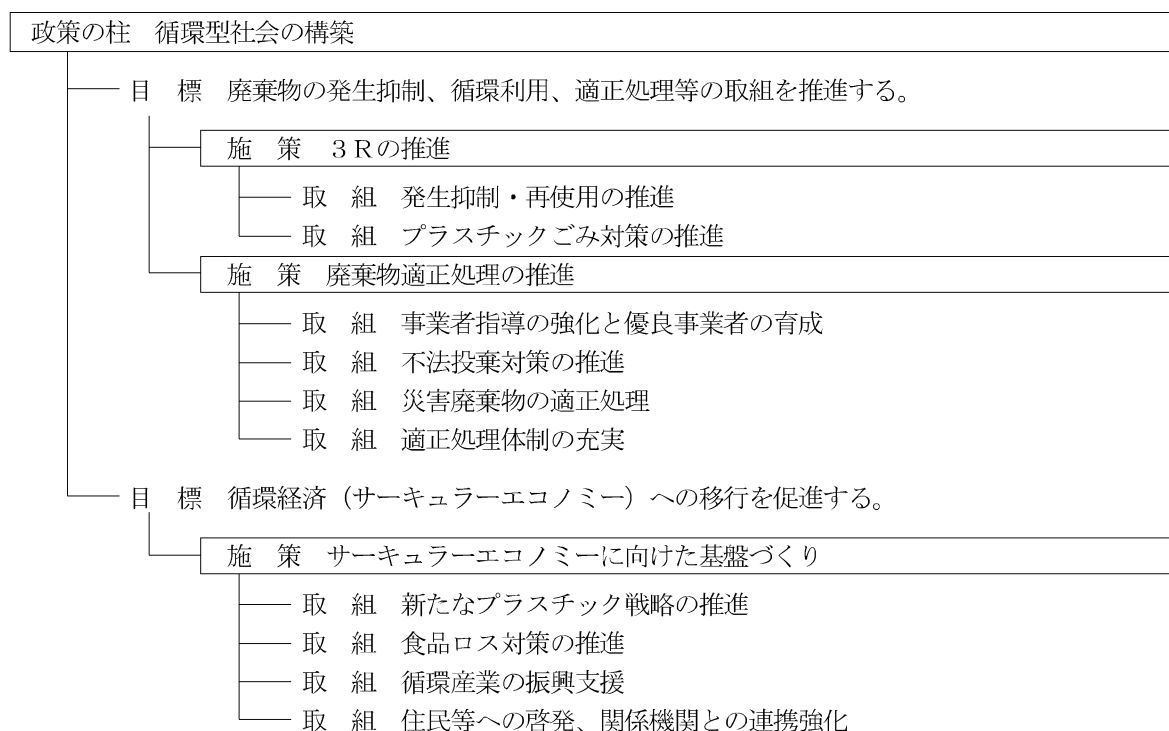 政策の柱　循環型社会の構築
目　標　廃棄物の発生抑制、循環利用、適正処理等の取組を推進する。
施　策　３Ｒの推進
取　組　発生抑制・再使用の推進
取　組　プラスチックごみ対策の推進
施　策　廃棄物適正処理の推進
取　組　事業者指導の強化と優良事業者の育成
取　組　不法投棄対策の推進
取　組　災害廃棄物の適正処理
取　組　適正処理体制の充実
目　標　循環経済（サーキュラーエコノミー）への移行を促進する。
施　策　サーキュラーエコノミーに向けた基盤づくり
取　組　新たなプラスチック戦略の推進
取　組　食品ロス対策の推進
取　組　循環産業の振興支援
取　組　住民等への啓発、関係機関との連携強化